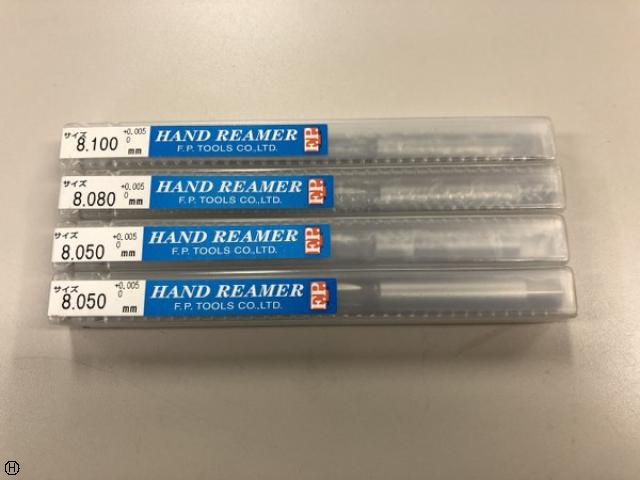 サイズ
8.100 +0.005 0 mm
HAND REAMER
F.P. TOOLS CO.,LTD.
F.P.
サイズ
8.080 +0.005 0 mm
HAND REAMER
F.P. TOOLS CO.,LTD.
F.P.
サイズ
8.050 +0.005 0 mm
HAND REAMER
F.P. TOOLS CO.,LTD.
F.P.
サイズ
8.050 +0.005 0 mm
HAND REAMER
F.P. TOOLS CO.,LTD.
F.P.
H